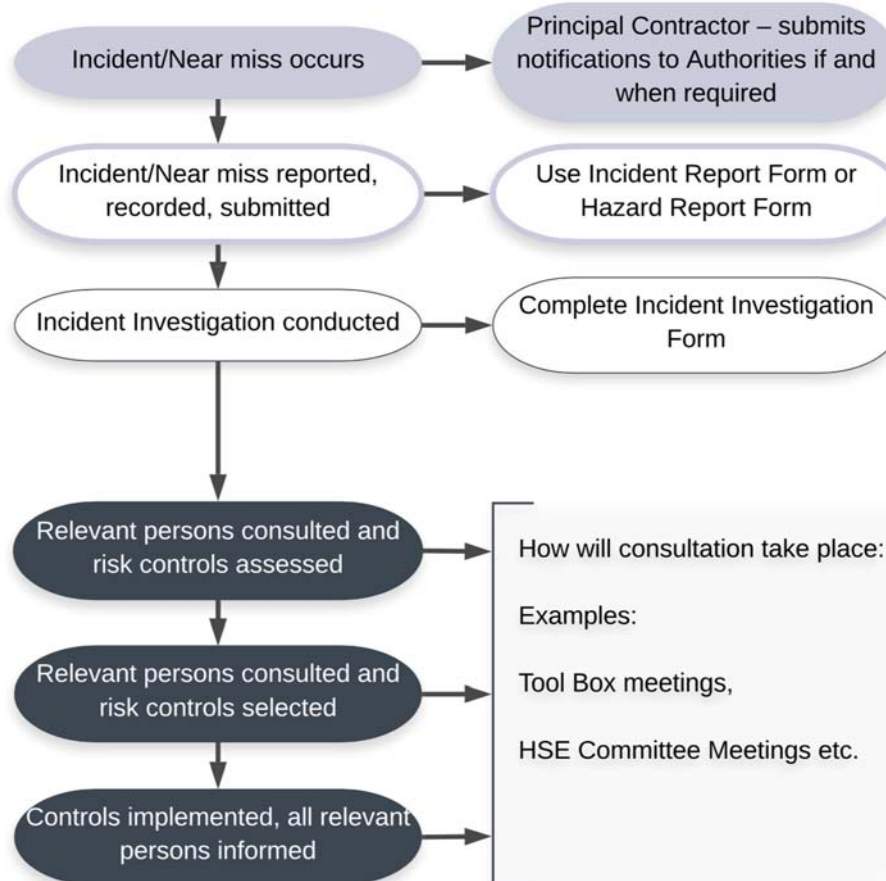 Incident/Near miss occurs
Principal Contractor – submits
notifications to Authorities if and
when required
Incident/Near miss reported,
recorded, submitted
Use Incident Report Form or
Hazard Report Form
Incident Investigation conducted
Complete Incident Investigation
Form
Relevant persons consulted and
risk controls assessed
How will consultation take place:
Examples:
Tool Box meetings,
HSE Committee Meetings etc.
Relevant persons consulted and
risk controls selected
Controls implemented, all relevant
persons informed